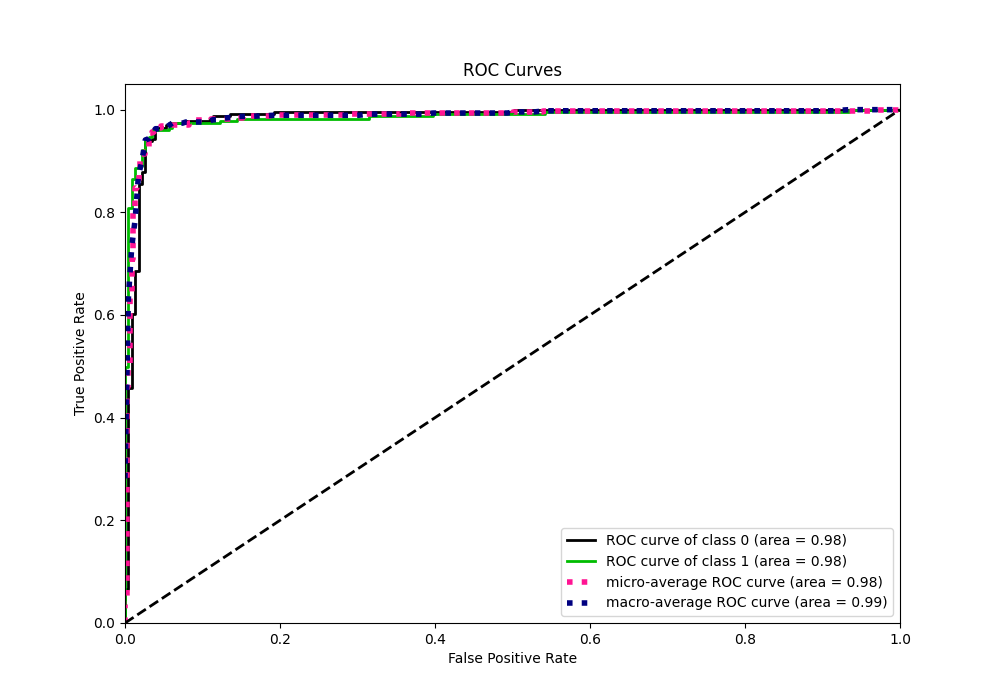 ROC Curves
True Positive Rate
1.0
0.8
0.6
0.4
0.2
0.0
0.0 0.2 0.4 0.6 0.8 1.0
False Positive Rate
ROC curve of class 0 (area = 0.98)
ROC curve of class 1 (area = 0.98)
micro-average ROC curve (area = 0.98)
macro-average ROC curve (area = 0.99)